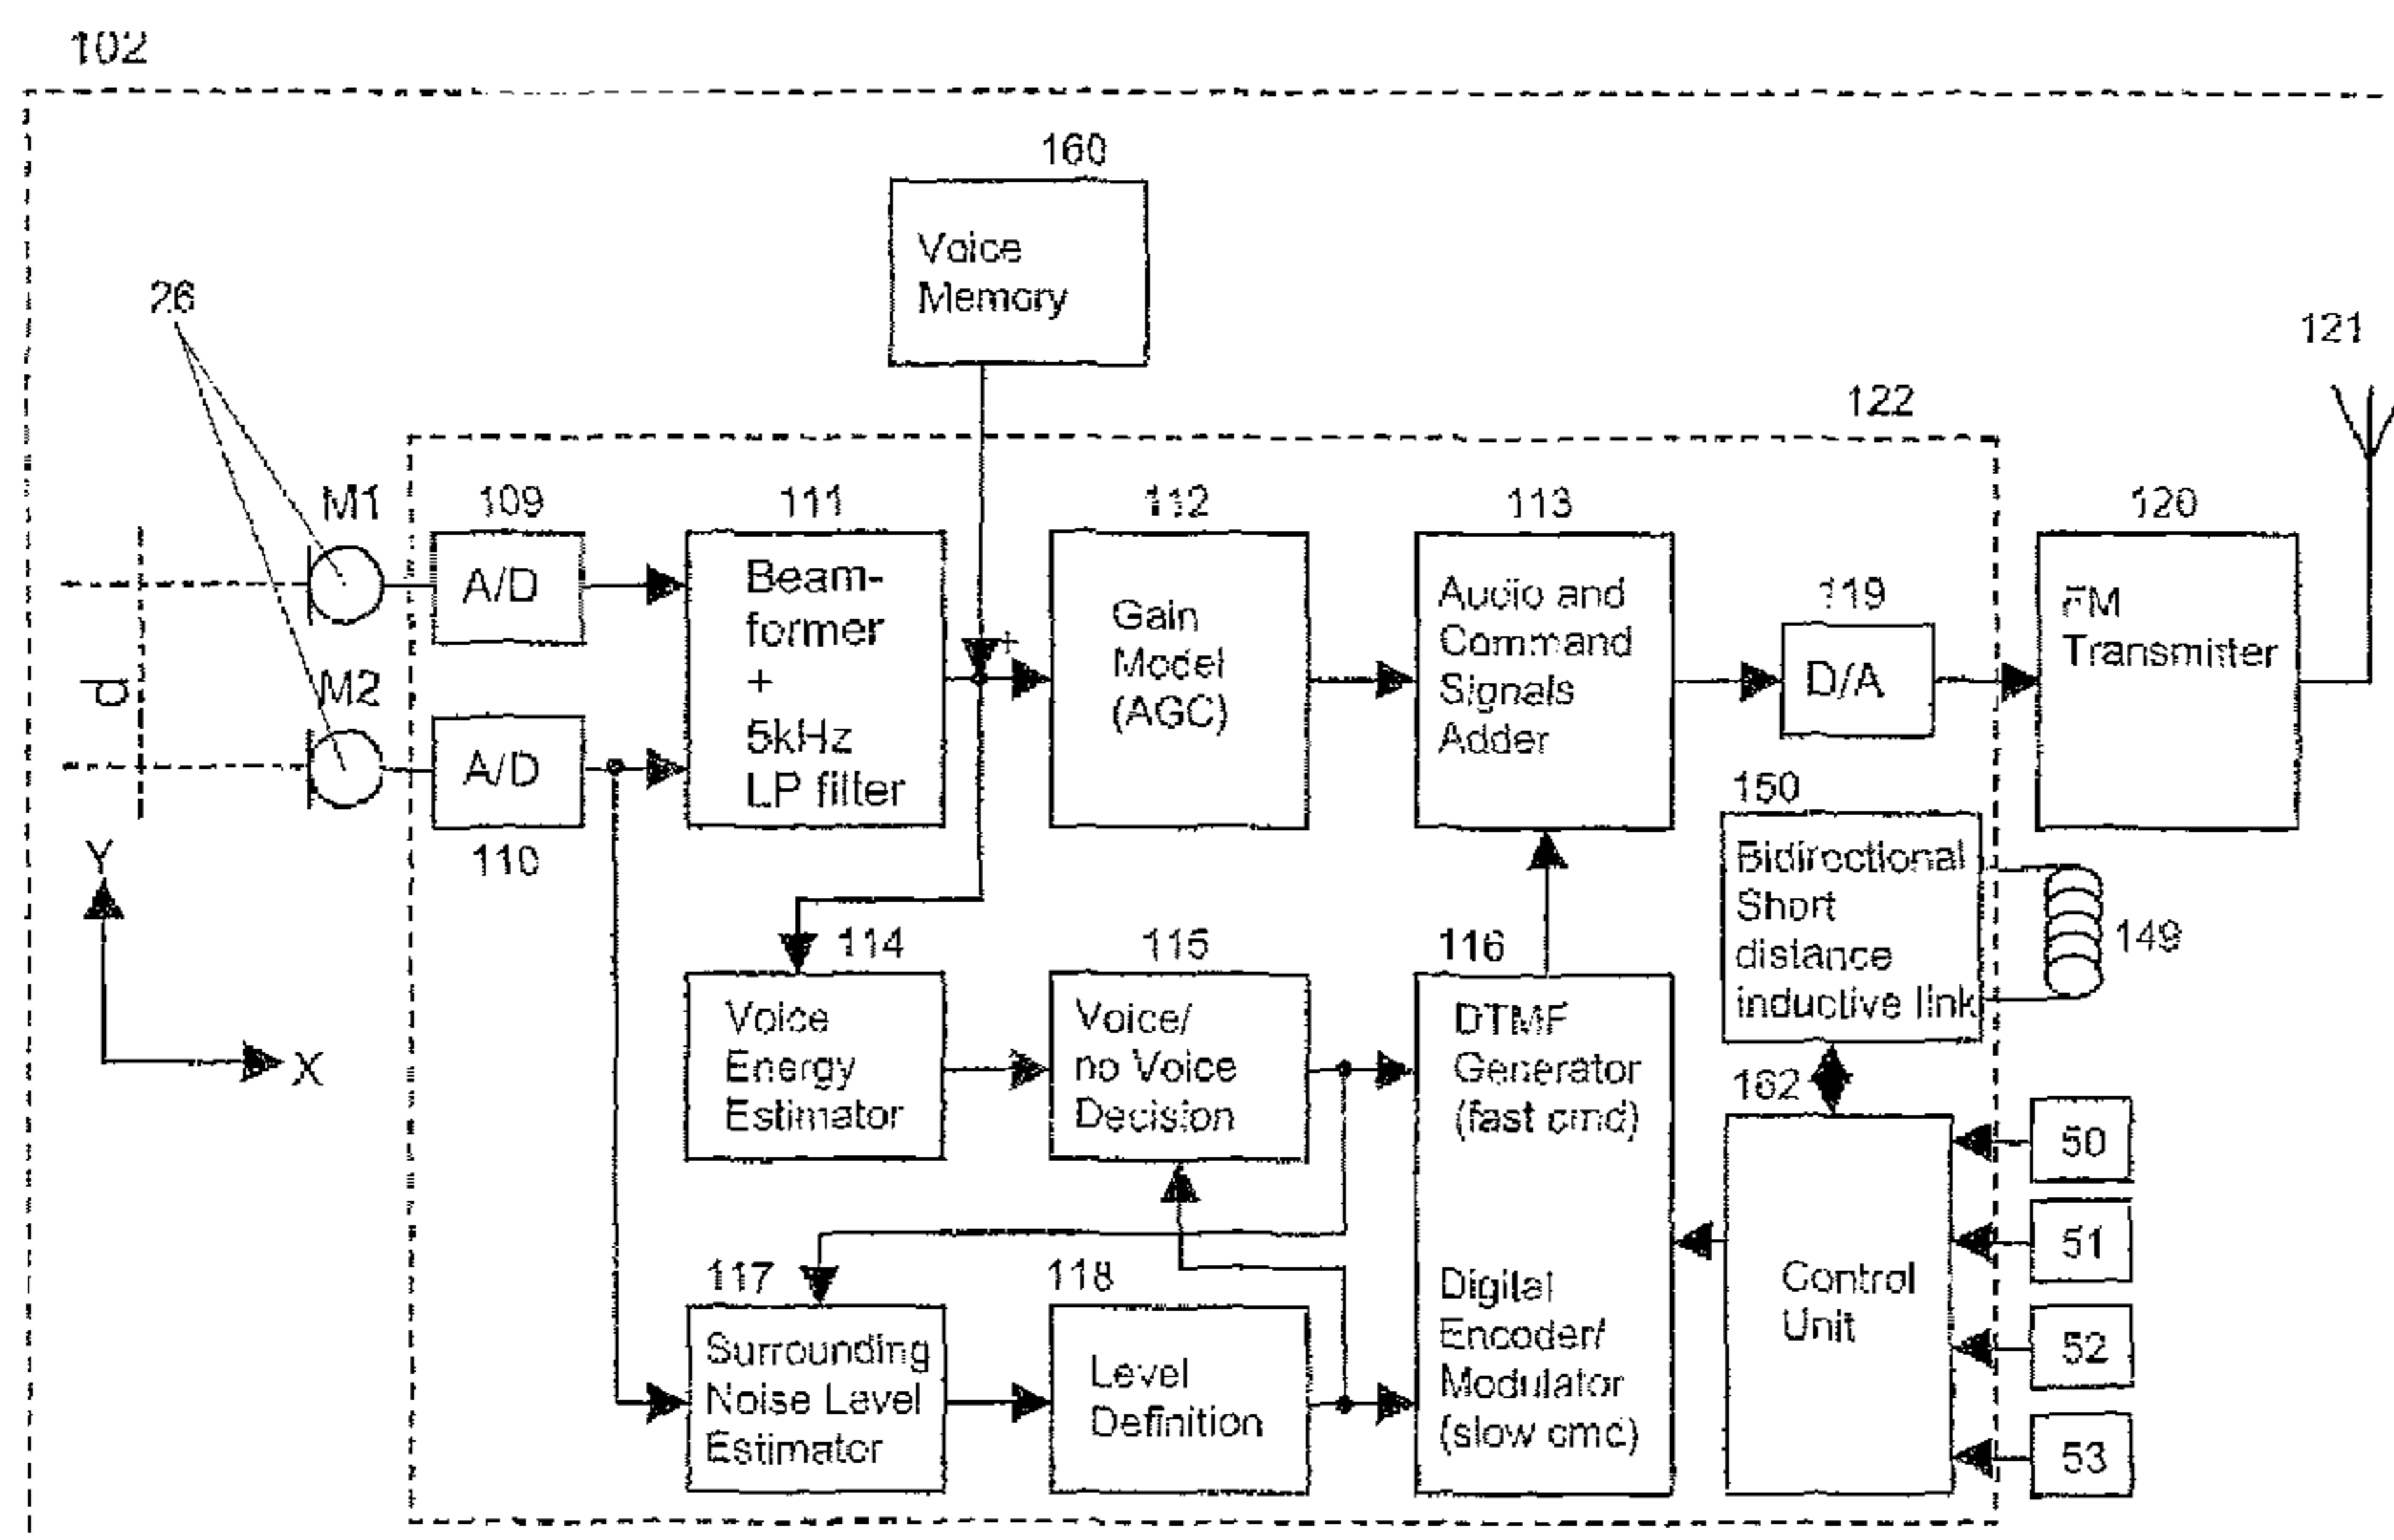 102
160
Voice
Memory
26
121
122
M1
109
111
112
113
120
A/D
Beam-
former
+
5kHz
LP filter
+
Gain
Model
(AGC)
Audio and
Command
Signals
Adder
119
D/A
FM
Transmitter
d
M2
A/D
110
150
Bidirectional
Short
distance
inductive link
149
Y
X
114
Voice
Energy
Estimator
115
Voice/
no Voice
Decision
116
DTMF
Generator
(fast cmd)
Digital
Encoder/
Modulator
(slow cmd)
162
Control
Unit
50
51
52
53
117
Surrounding
Noise Level
Estimator
118
Level
Definition